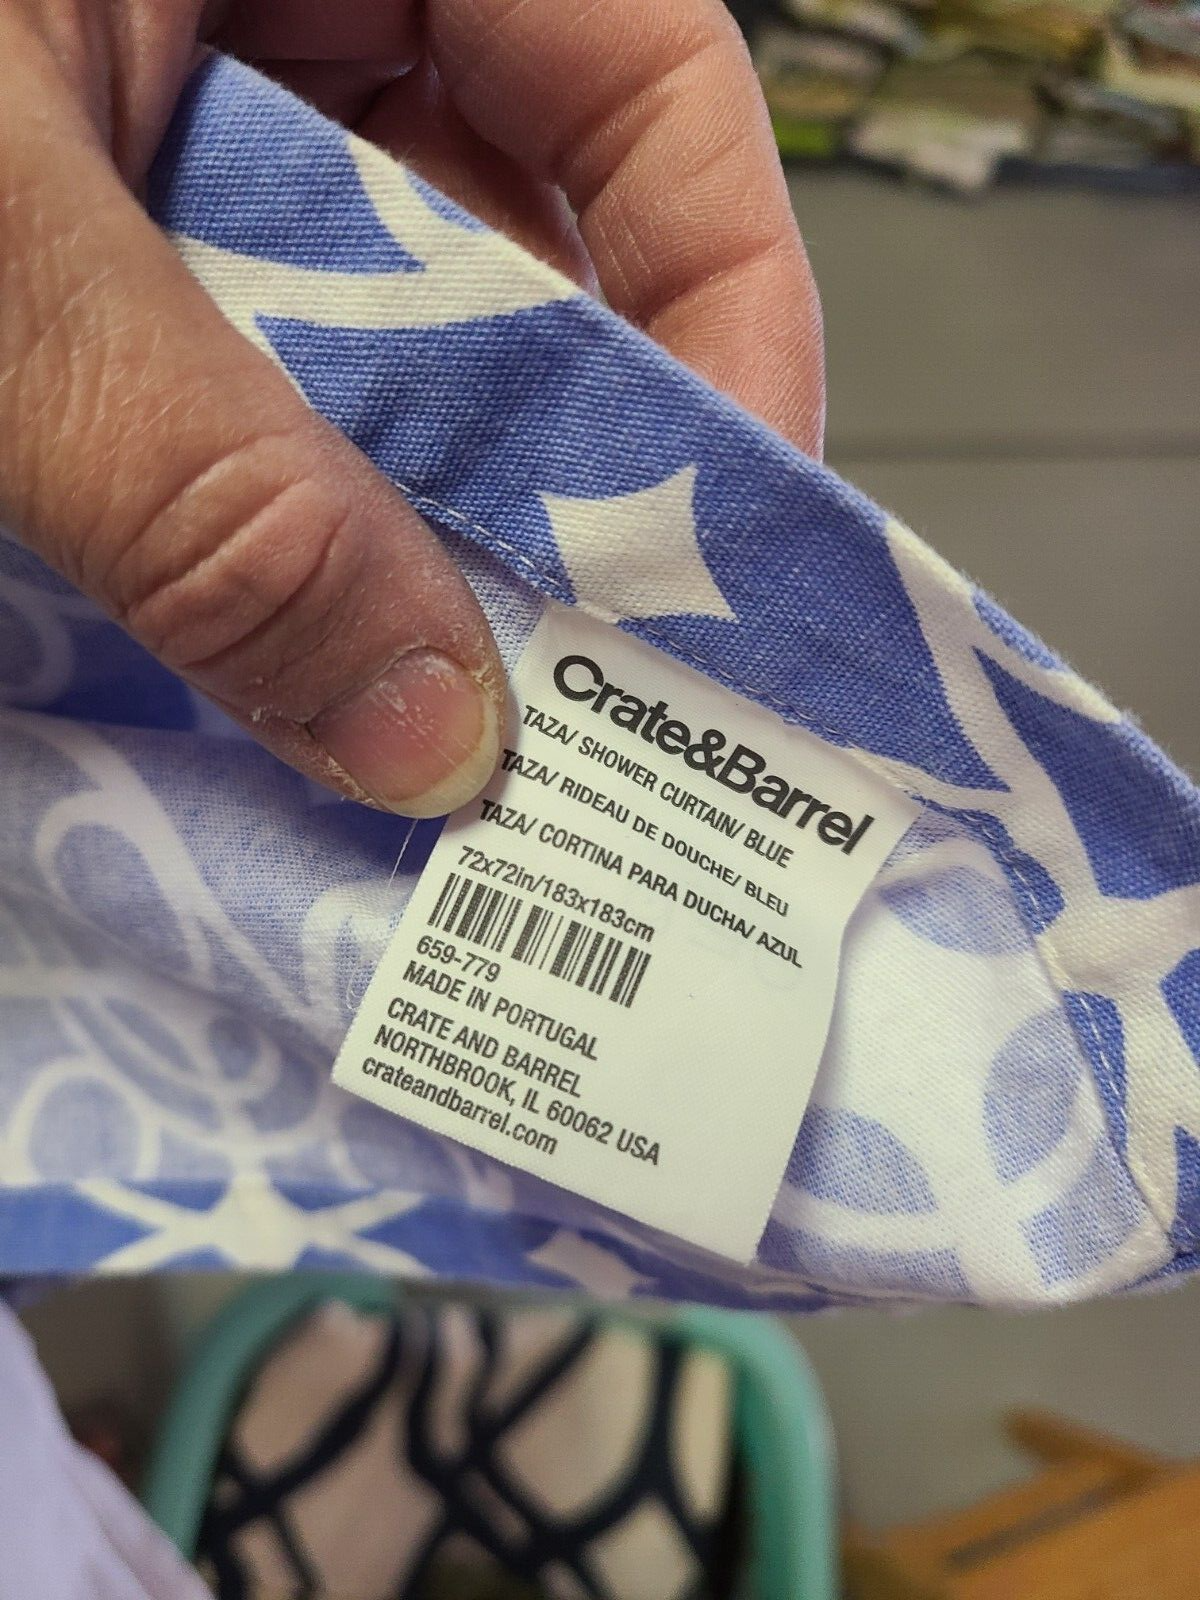 Crate&Barrel
TAZA/ SHOWER CURTAIN/ BLUE
TAZA/ RIDEAU DE DOUCHE/ BLEU
TAZA/ CORTINA PARA DUCHA/ AZUL
72x72in/183x183cm
659-779
MADE IN PORTUGAL
CRATE AND BARREL
NORTHBROOK, IL 60062 USA
crateandbarrel.com